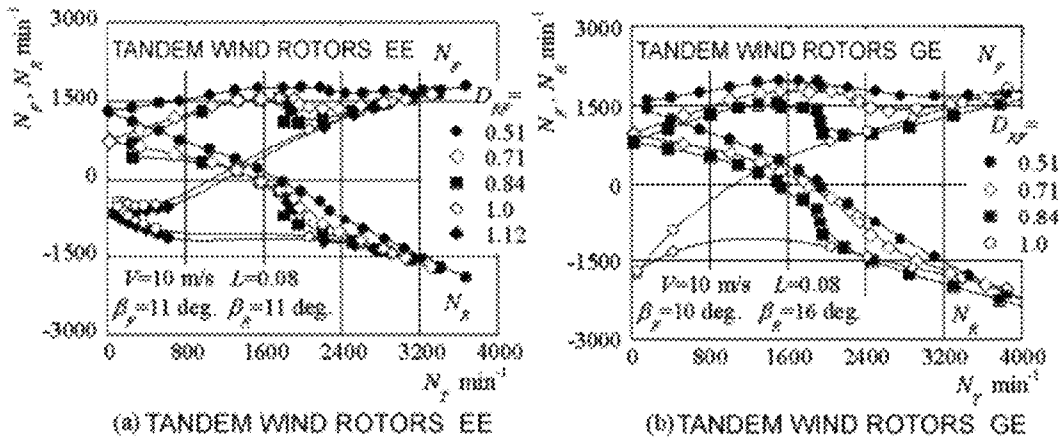 3000
1500
0
-1500
-3000
N_F, N_R min^-1
TANDEM WIND ROTORS EE
N_F
D_RF=
0.51
0.71
0.84
1.0
1.12
V=10 m/s L=0.08
β_F=11 deg. β_R=11 deg.
N_R
0 800 1600 2400 3200 4000
N_T min^-1
(a) TANDEM WIND ROTORS EE
3000
1500
0
-1500
-3000
N_F, N_R min^-1
TANDEM WIND ROTORS GE
N_F
D_RF=
0.51
0.71
0.84
1.0
V=10 m/s L=0.08
β_F=10 deg. β_R=16 deg.
N_R
0 800 1600 2400 3200 4000
N_T min^-1
(b) TANDEM WIND ROTORS GE